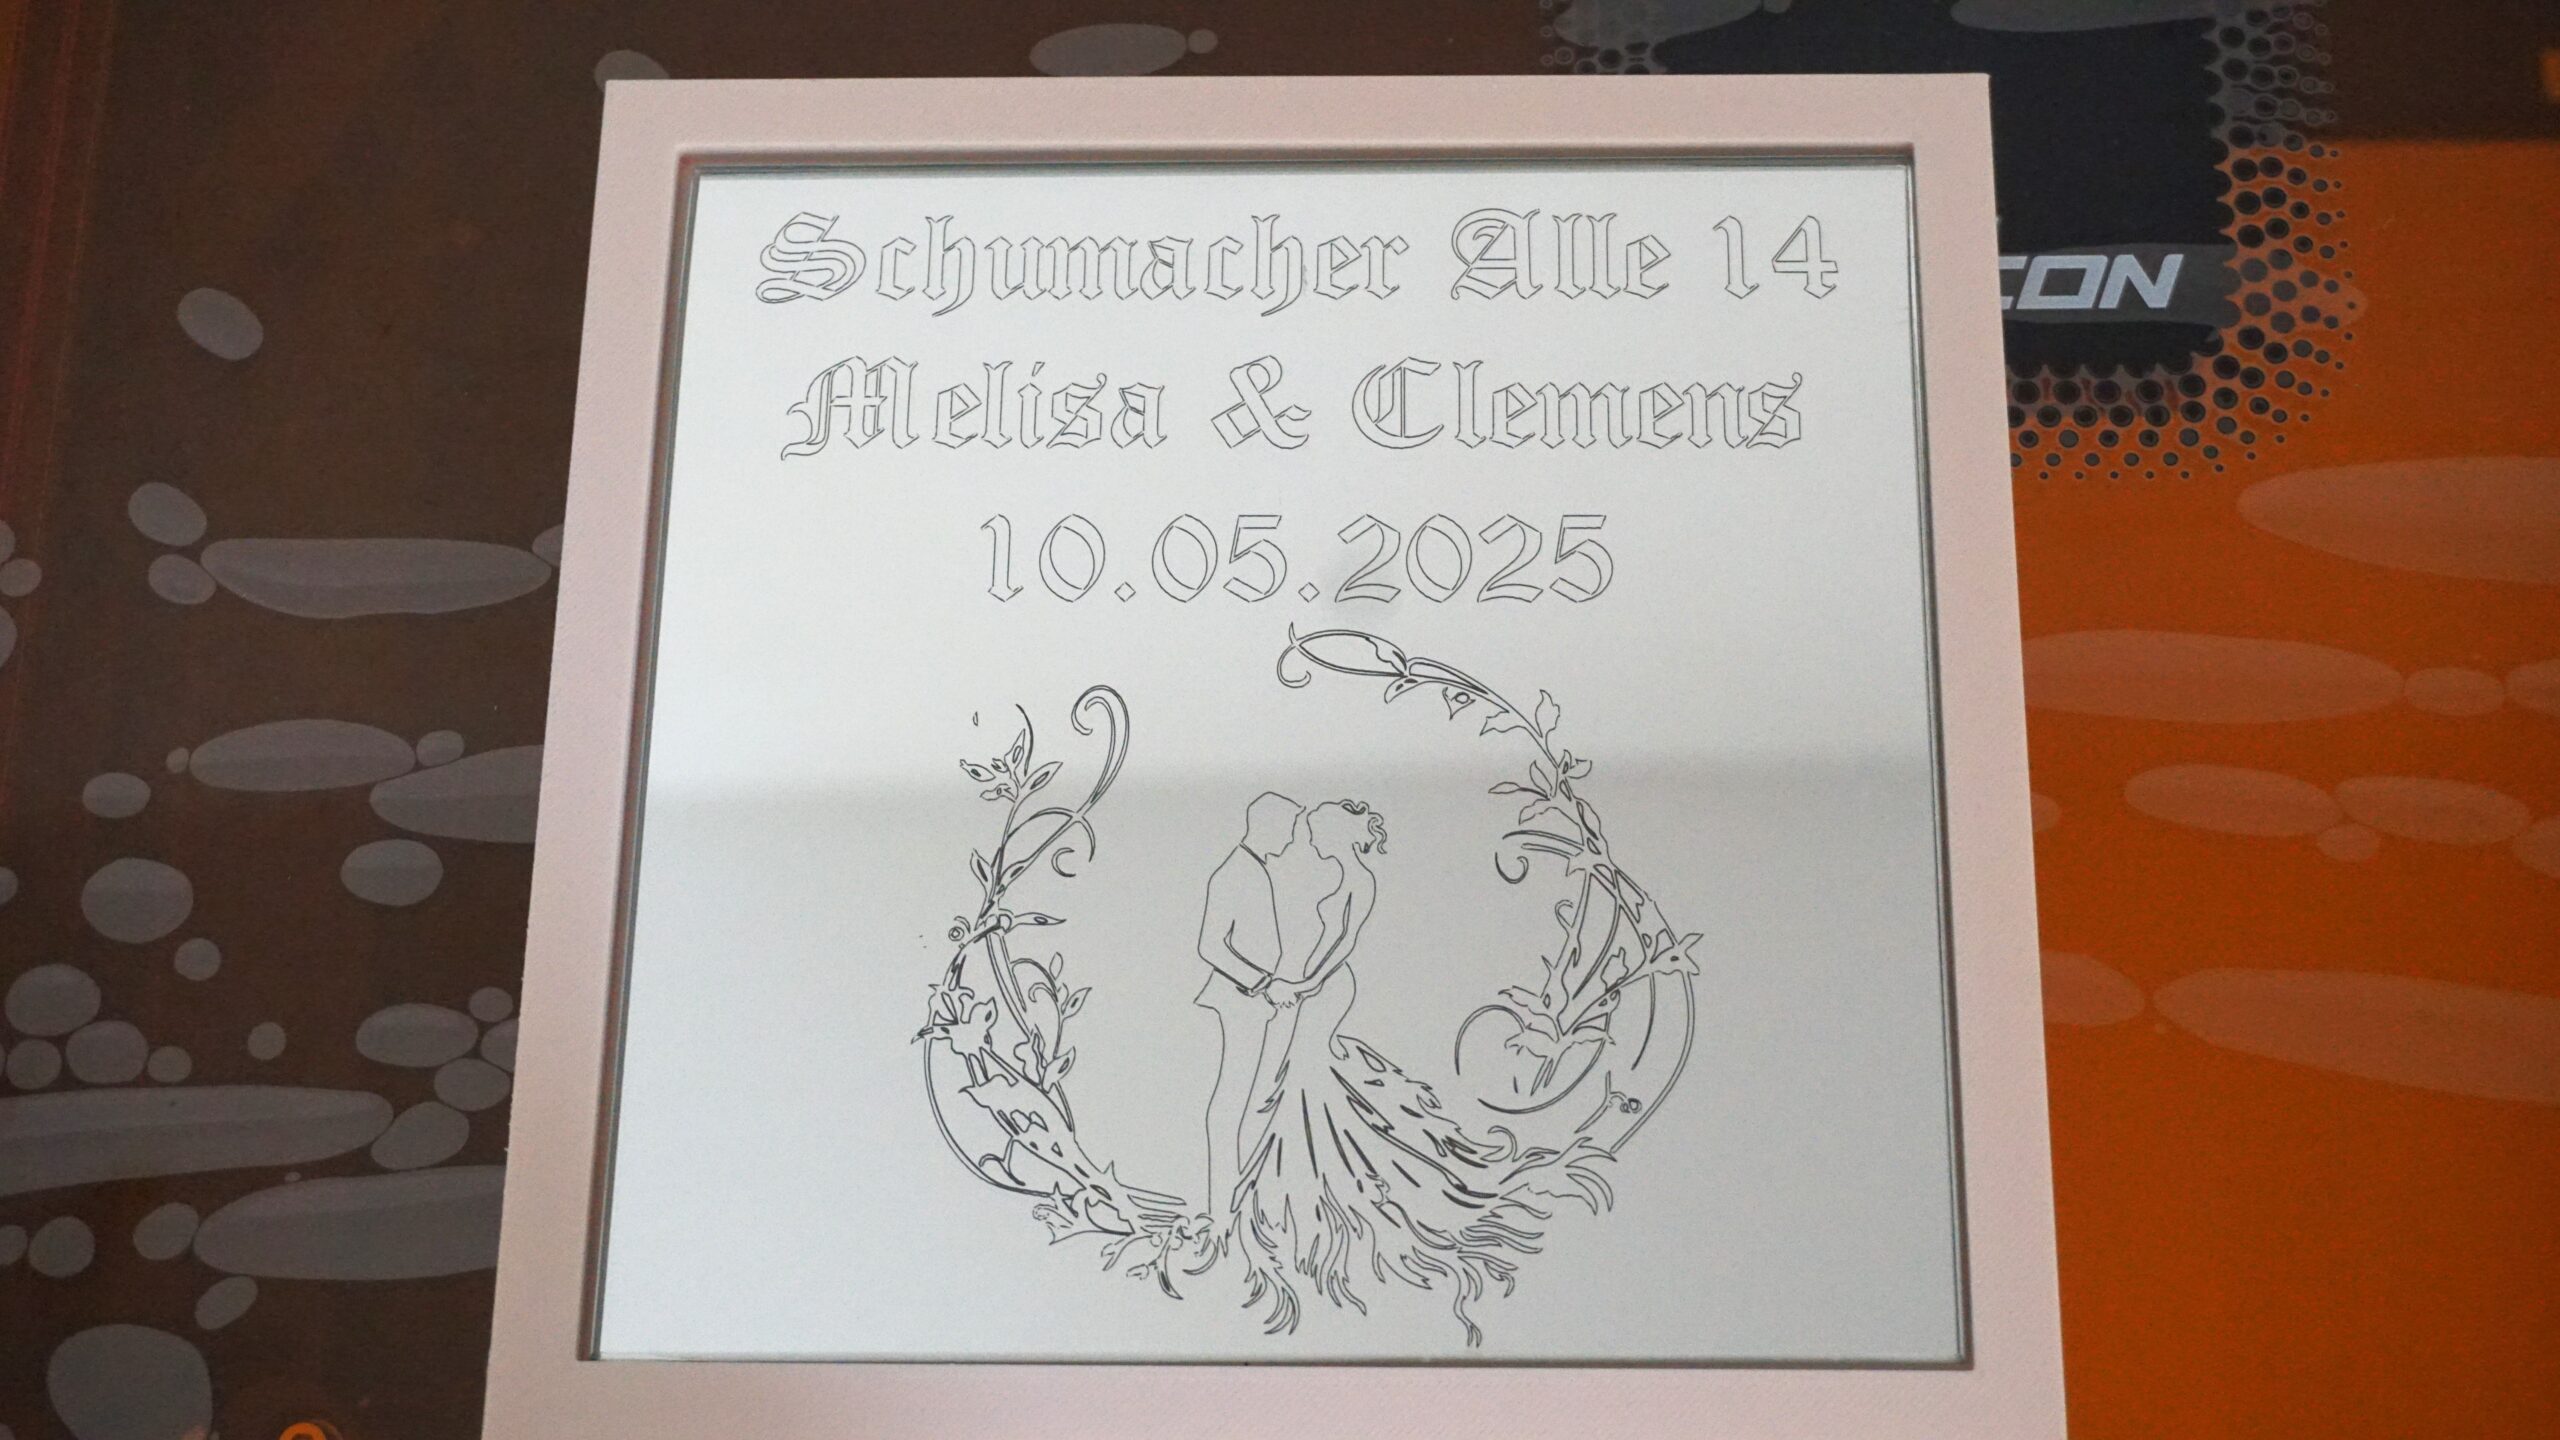 Schumacher Alle 14
Melisa & Clemens
10.05.2025
CON